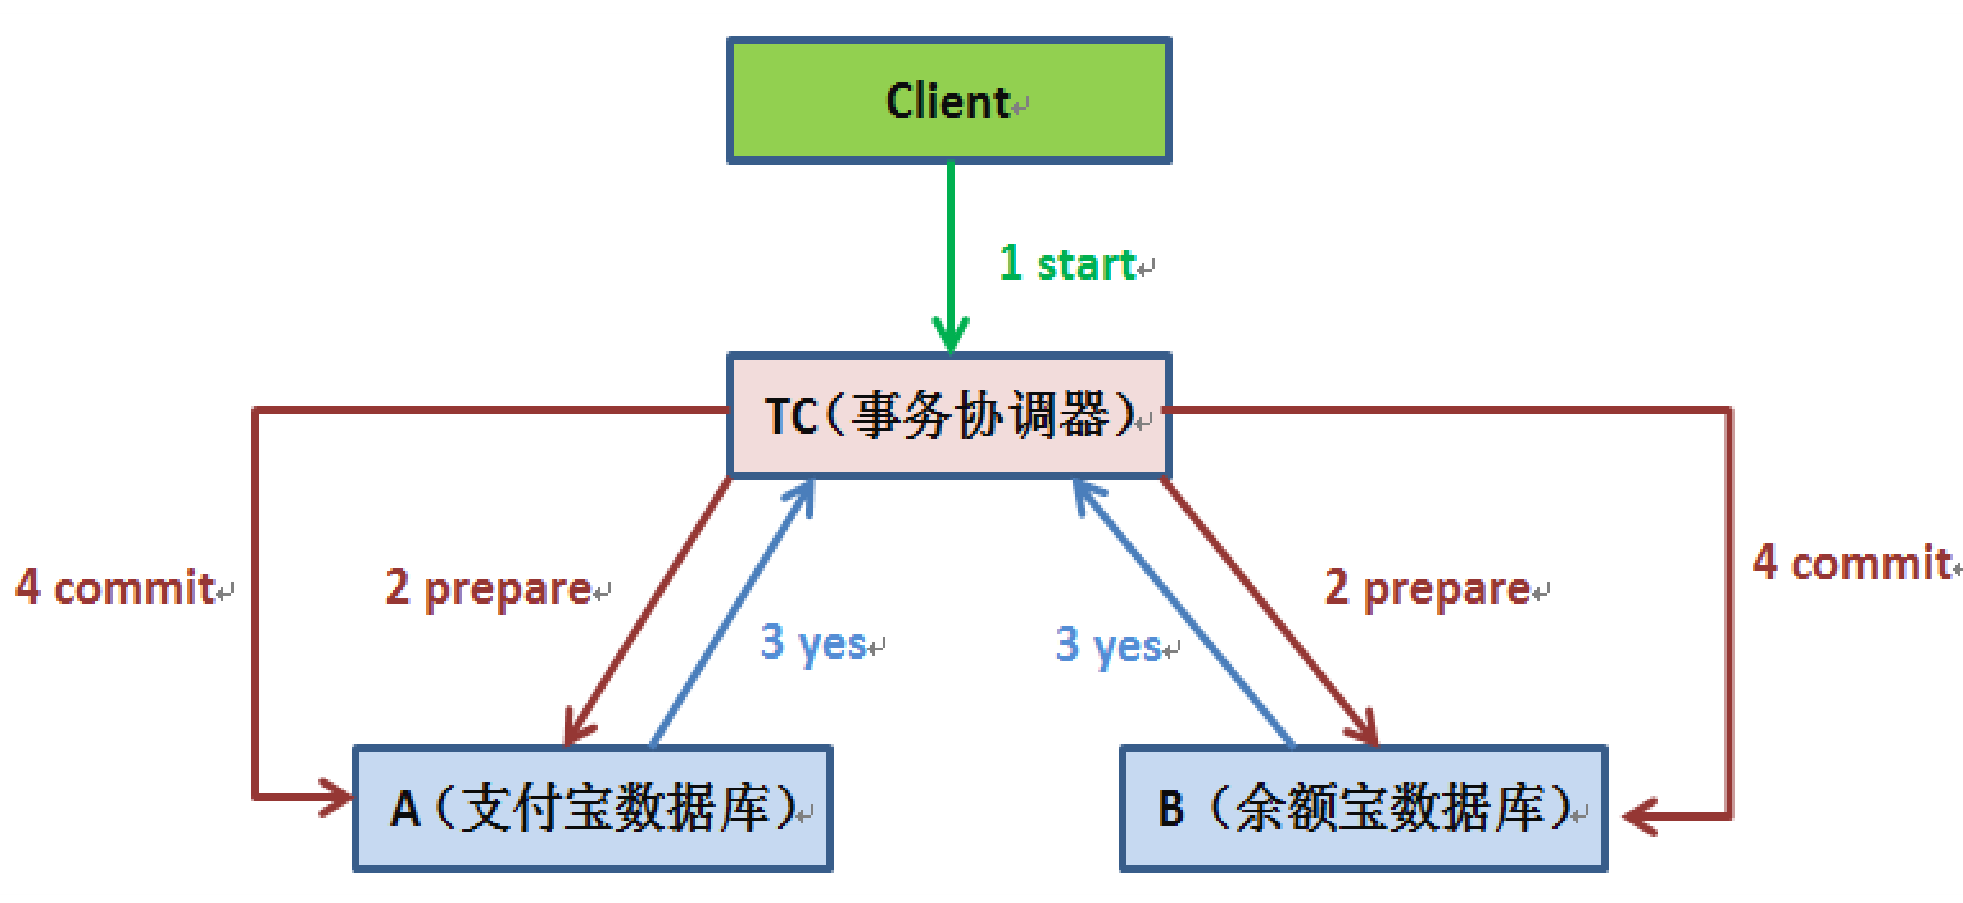 Client
1 start
TC（事务协调器）
4 commit
2 prepare
3 yes
3 yes
2 prepare
4 commit
A（支付宝数据库）
B（余额宝数据库）